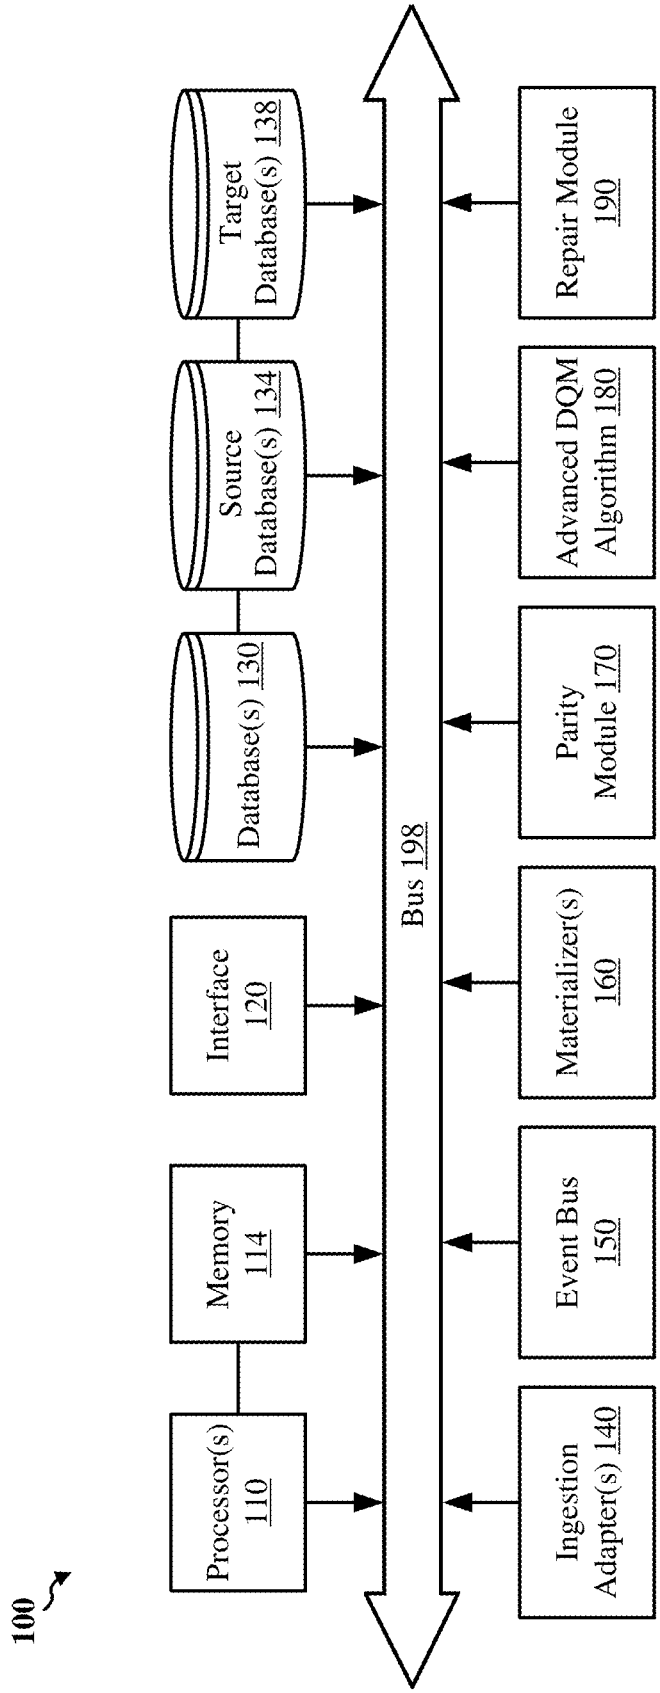 100
Processor(s)
110
Memory
114
Interface
120
Database(s) 130
Source
Database(s) 134
Target
Database(s) 138
Bus 198
Ingestion
Adapter(s) 140
Event Bus
150
Materializer(s)
160
Parity
Module 170
Advanced DQM
Algorithm 180
Repair Module
190